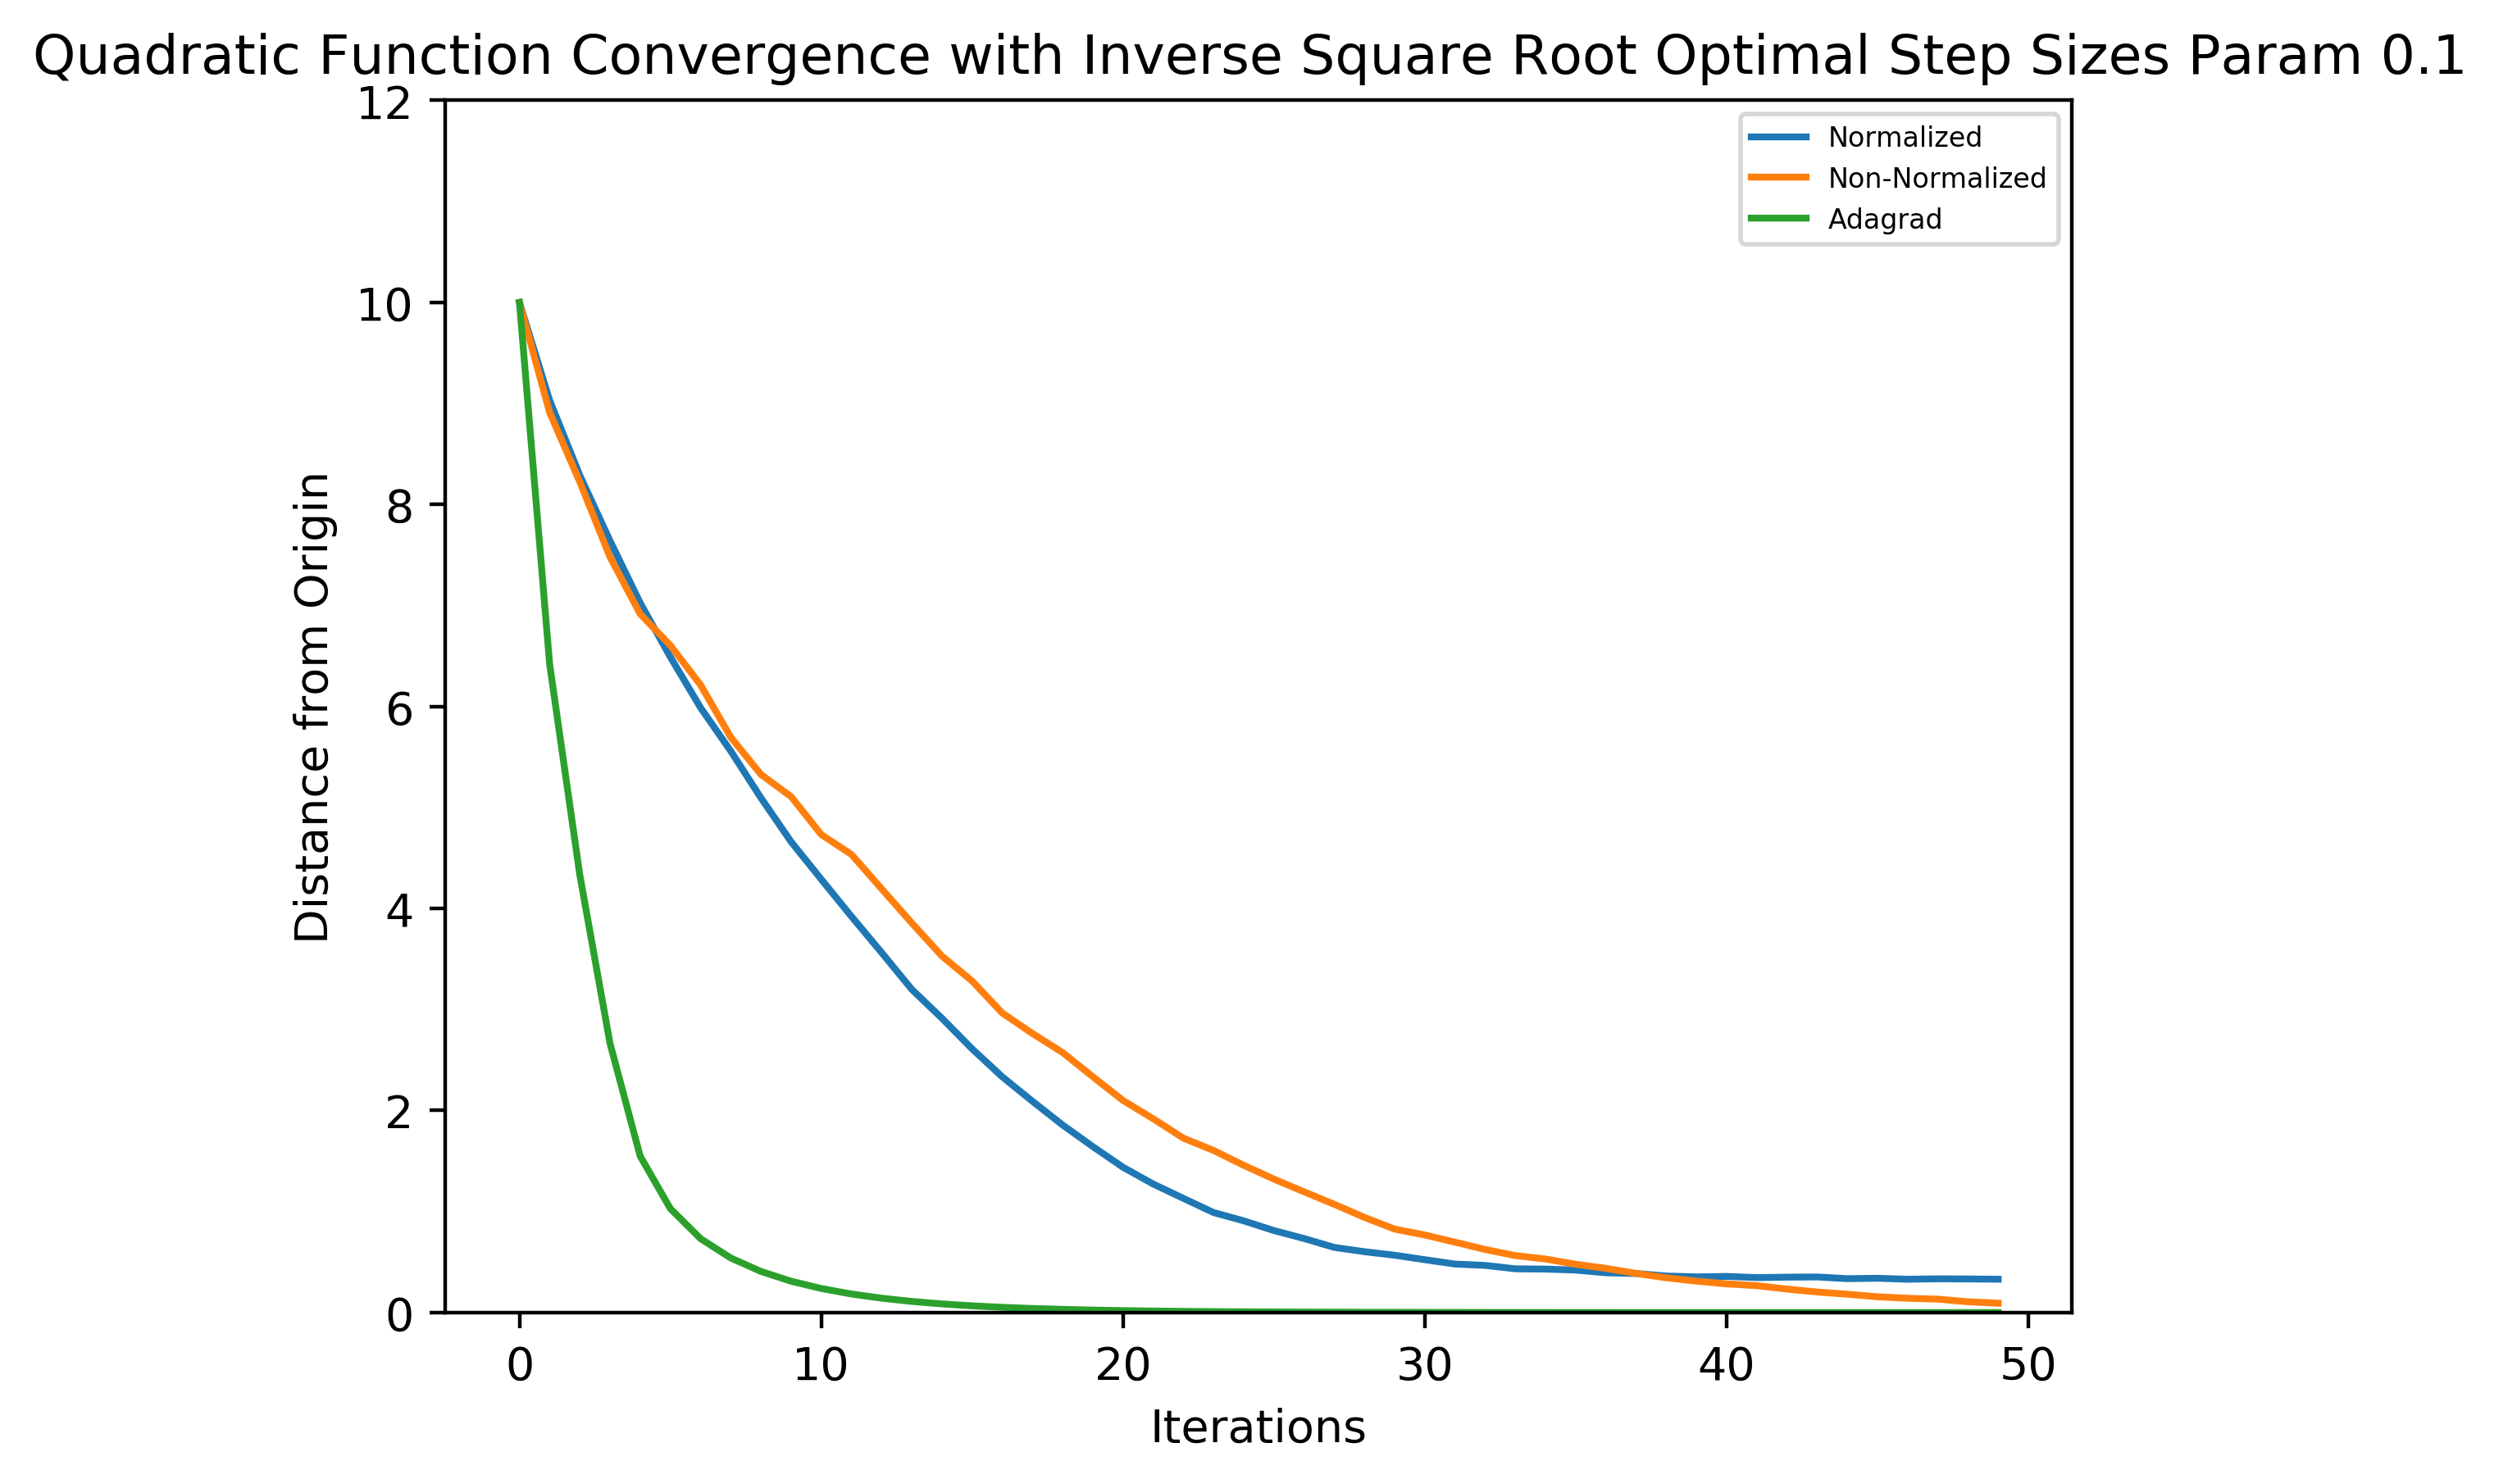 Quadratic Function Convergence with Inverse Square Root Optimal Step Sizes Param 0.1
12
10
8
6
4
2
0
Distance from Origin
Normalized
Non-Normalized
Adagrad
0 10 20 30 40 50
Iterations